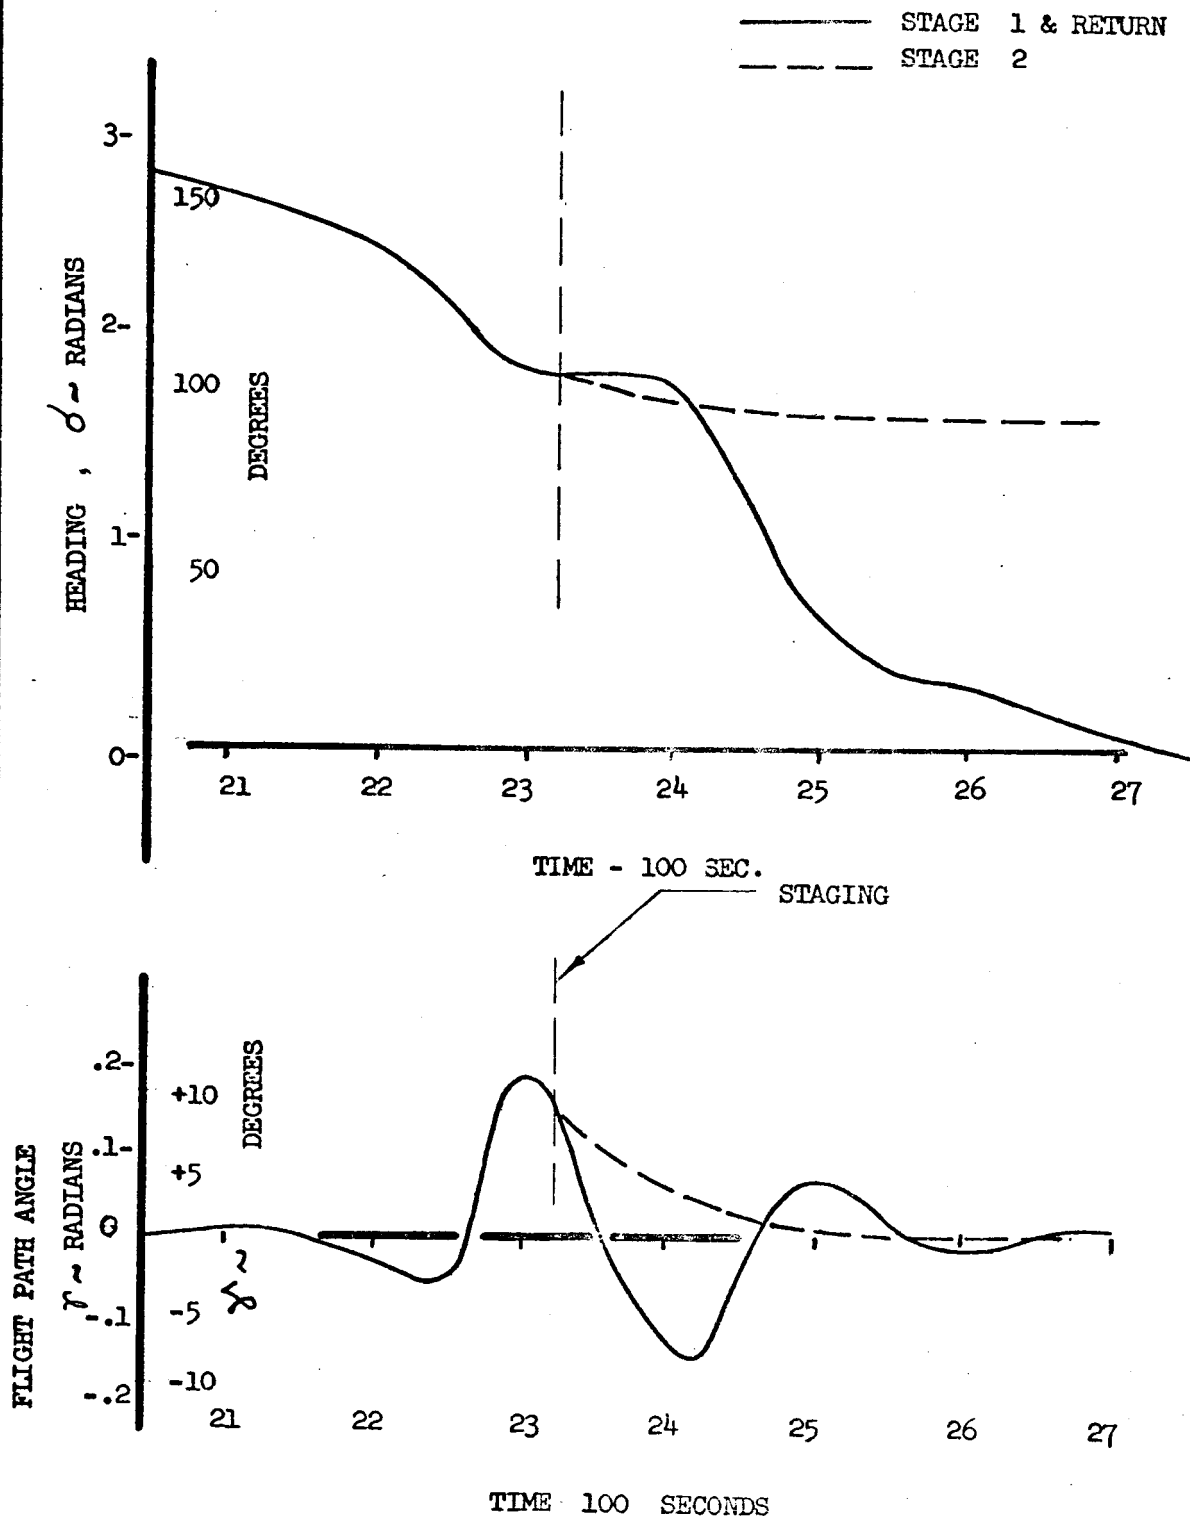 STAGE 1 & RETURN
STAGE 2
3-
2-
1-
0-
HEADING , σ ~ RADIANS
150
100
50
DEGREES
21 22 23 24 25 26 27
TIME - 100 SEC.
STAGING
.2-
.1-
0
-.1
-.2
FLIGHT PATH ANGLE
γ ~ RADIANS
+10
+5
-5
-10
DEGREES
γ ~
21 22 23 24 25 26 27
TIME 100 SECONDS